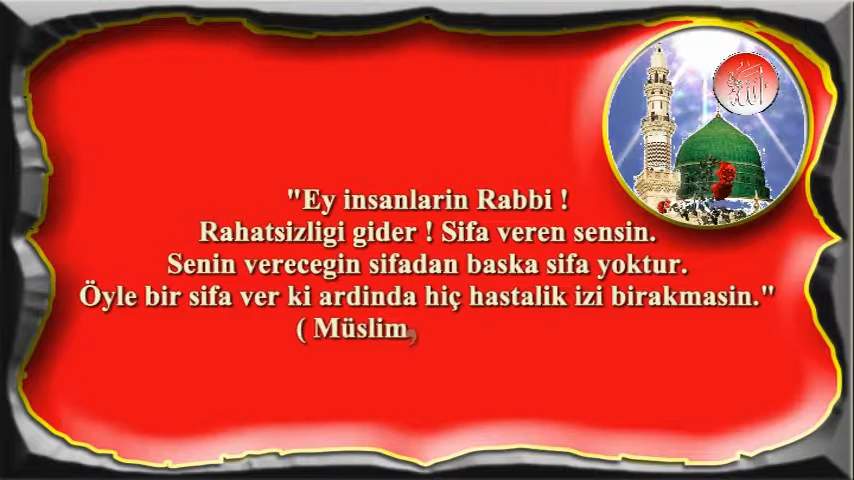 "Ey insanlarin Rabbi !
Rahatsizligi gider ! Sifa veren sensin.
Senin verecegin sifadan baska sifa yoktur.
Öyle bir sifa ver ki ardinda hiç hastalik izi birakmasin."
( Müslim,
الله